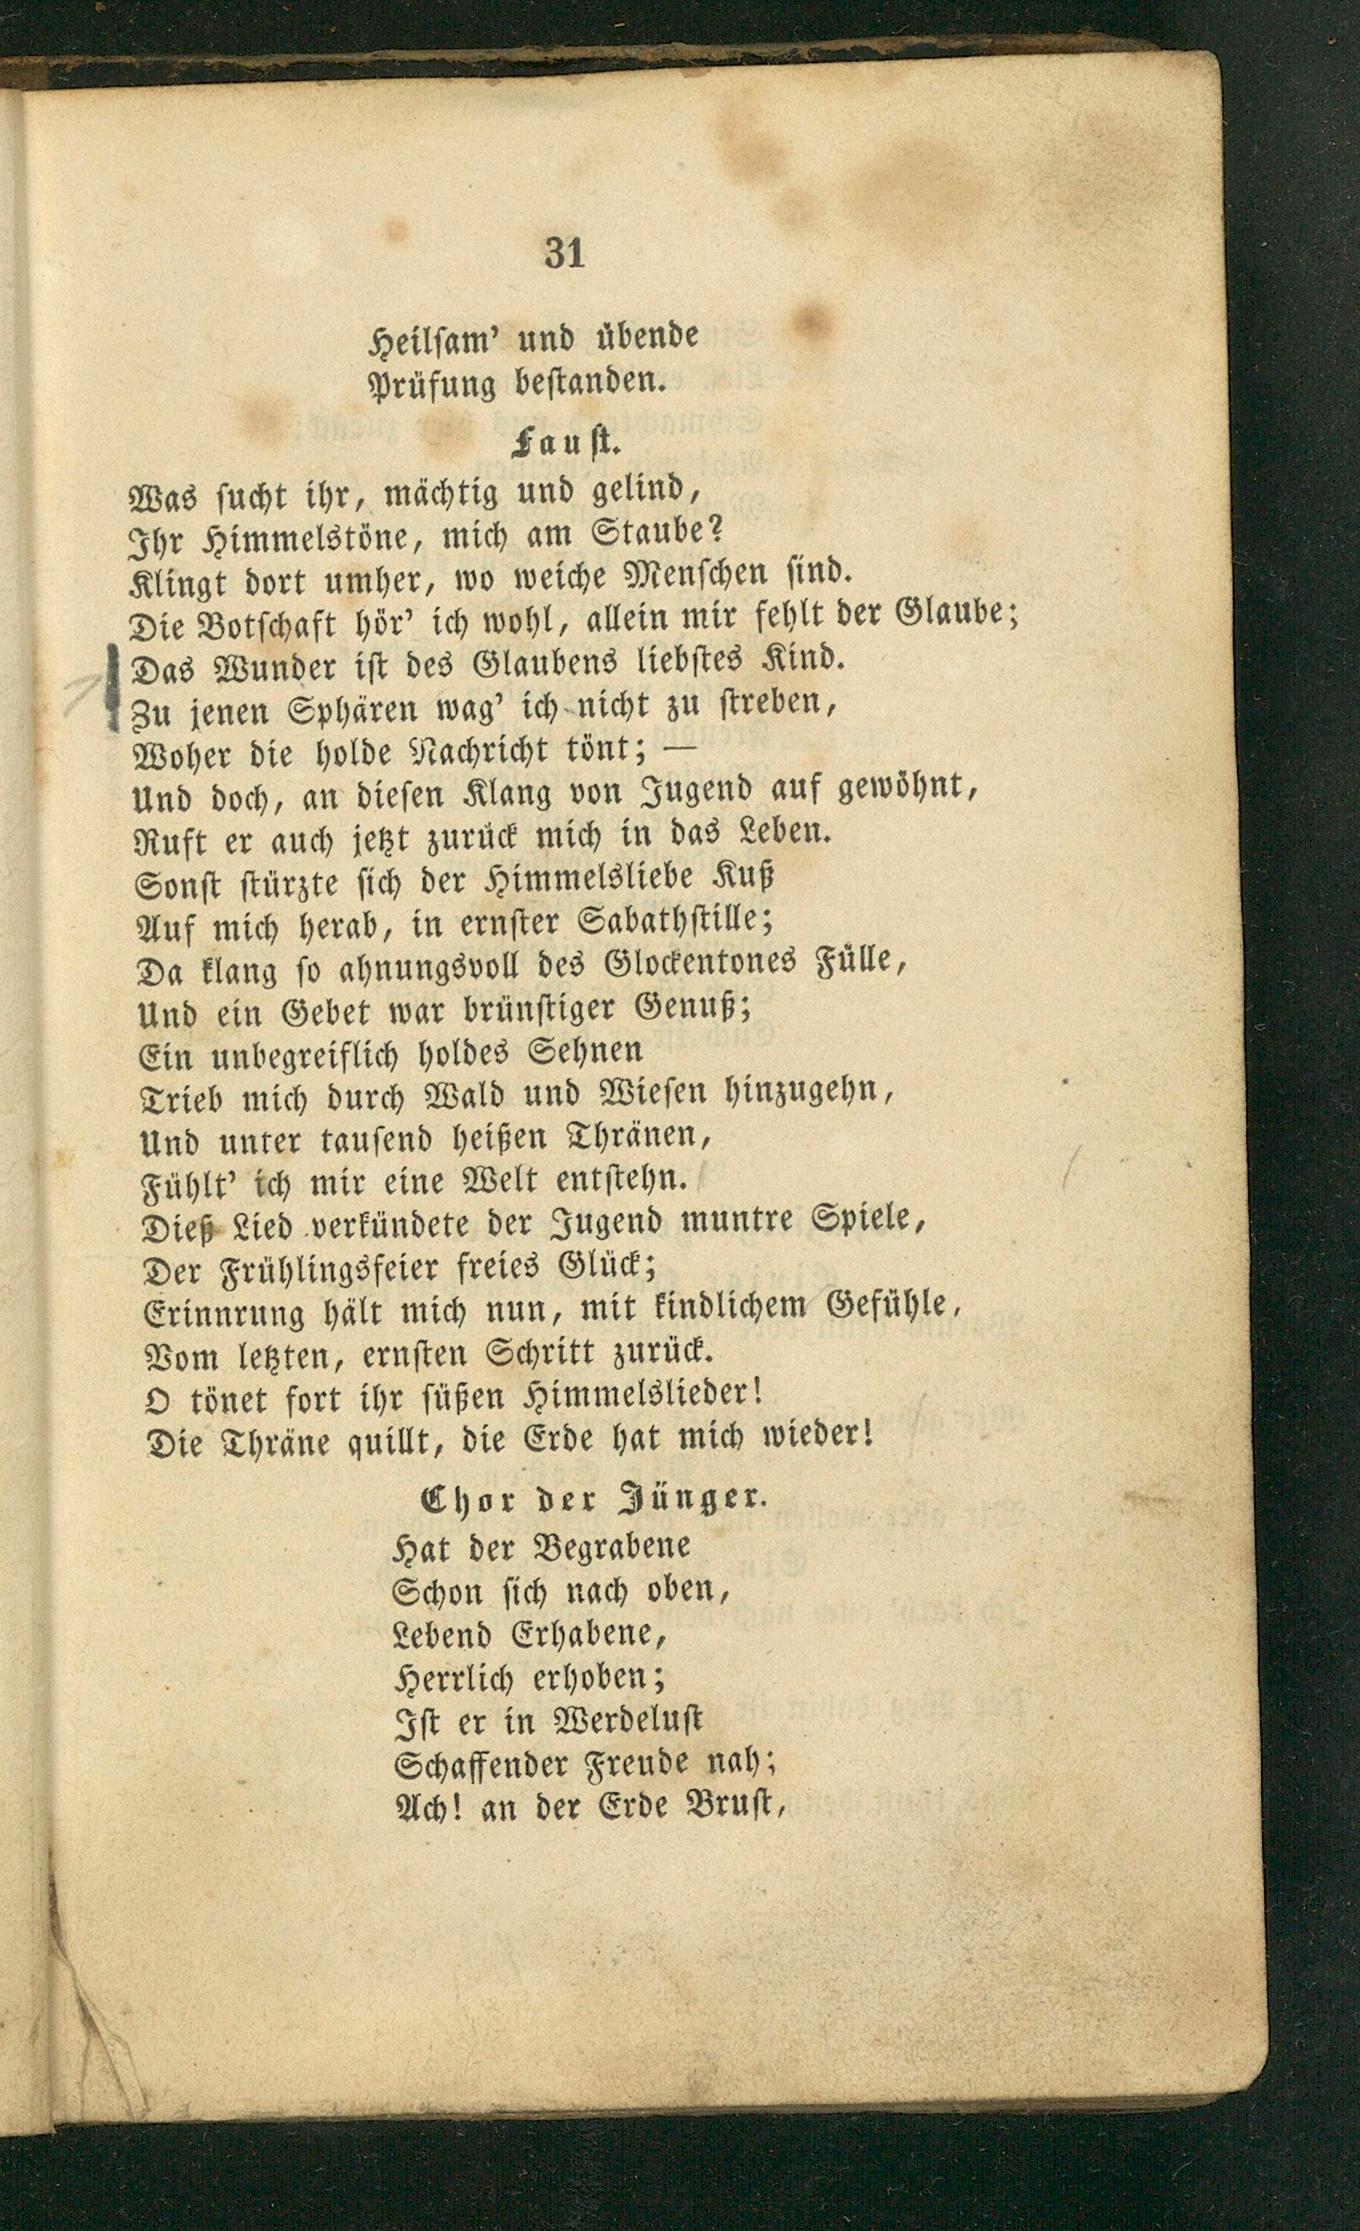 31
Heilsam' und übende
Prüfung bestanden.
Faust.
Was sucht ihr, mächtig und gelind,
Ihr Himmelstöne, mich am Staube?
Klingt dort umher, wo weiche Menschen sind.
Die Botschaft hör' ich wohl, allein mir fehlt der Glaube;
Das Wunder ist des Glaubens liebstes Kind.
Zu jenen Sphären wag' ich nicht zu streben,
Woher die holde Nachricht tönt; —
Und doch, an diesen Klang von Jugend auf gewöhnt,
Ruft er auch jetzt zurück mich in das Leben.
Sonst stürzte sich der Himmelsliebe Kuß
Auf mich herab, in ernster Sabathstille;
Da klang so ahnungsvoll des Glockentones Fülle,
Und ein Gebet war brünstiger Genuß;
Ein unbegreiflich holdes Sehnen
Trieb mich durch Wald und Wiesen hinzugehn,
Und unter tausend heißen Thränen,
Fühlt' ich mir eine Welt entstehn.
Dieß Lied verkündete der Jugend muntre Spiele,
Der Frühlingsfeier freies Glück;
Erinnrung hält mich nun, mit kindlichem Gefühle,
Vom letzten, ernsten Schritt zurück.
O tönet fort ihr süßen Himmelslieder!
Die Thräne quillt, die Erde hat mich wieder!
Chor der Jünger.
Hat der Begrabene
Schon sich nach oben,
Lebend Erhabene,
Herrlich erhoben;
Ist er in Werdelust
Schaffender Freude nah;
Ach! an der Erde Brust,